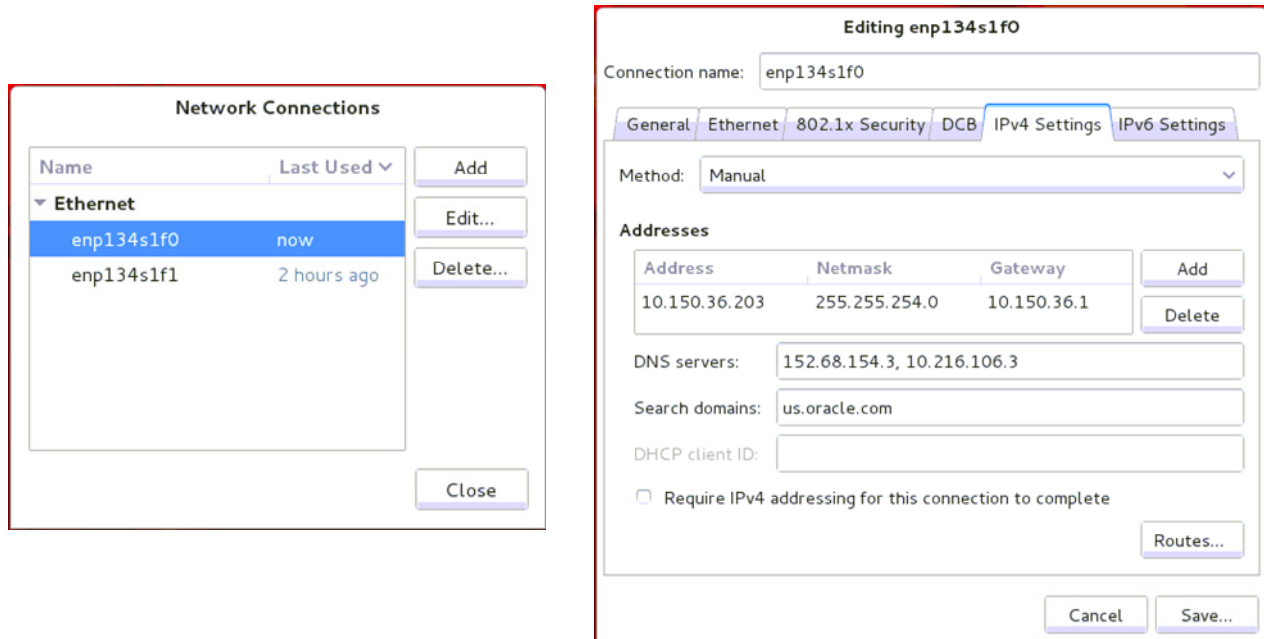 Network Connections
Name Last Used
Ethernet
enp134s1f0 now
enp134s1f1 2 hours ago
Add
Edit...
Delete...
Close
Editing enp134s1f0
Connection name: enp134s1f0
General Ethernet 802.1x Security DCB IPv4 Settings IPv6 Settings
Method: Manual
Addresses
Address Netmask Gateway
10.150.36.203 255.255.254.0 10.150.36.1
Add
Delete
DNS servers: 152.68.154.3, 10.216.106.3
Search domains: us.oracle.com
DHCP client ID:
Require IPv4 addressing for this connection to complete
Routes...
Cancel Save...